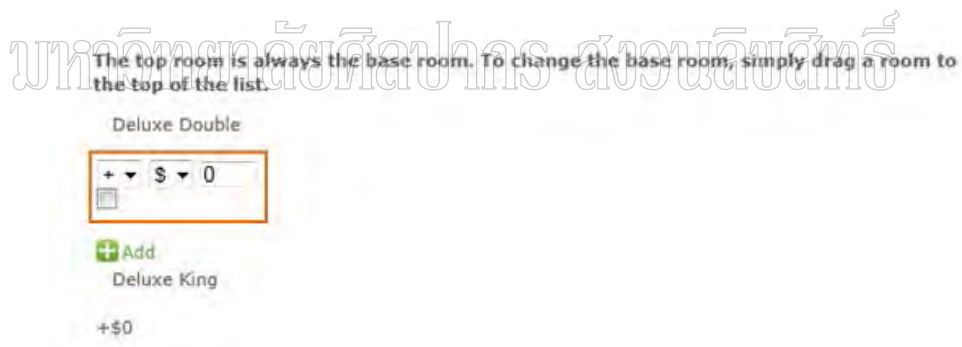 มหาวิทยาลัยศิลปากร สงวนลิขสิทธิ์
The top room is always the base room. To change the base room, simply drag a room to
the top of the list.
Deluxe Double
+ $ 0
Add
Deluxe King
+$0